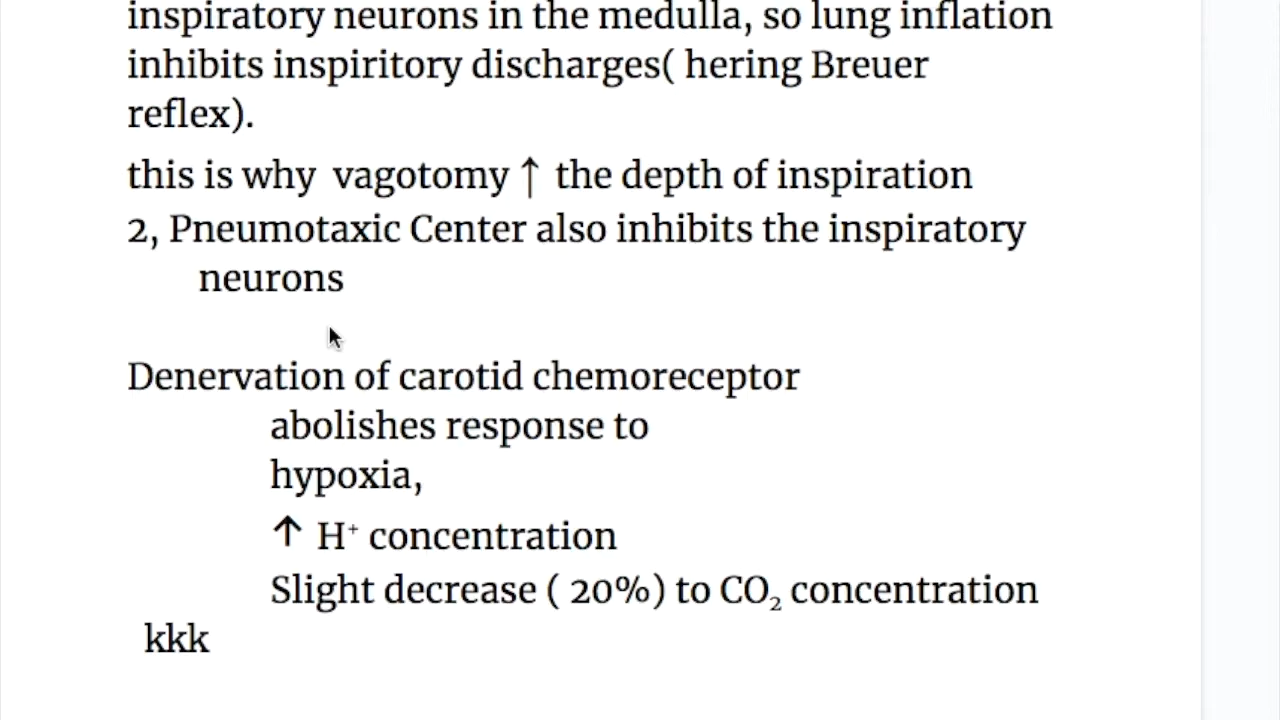 inspiratory neurons in the medulla, so lung inflation
inhibits inspiritory discharges( hering Breuer
reflex).
this is why vagotomy ↑ the depth of inspiration
2, Pneumotaxic Center also inhibits the inspiratory
neurons
Denervation of carotid chemoreceptor
abolishes response to
hypoxia,
↑ H⁺ concentration
Slight decrease ( 20%) to CO₂ concentration
kkk